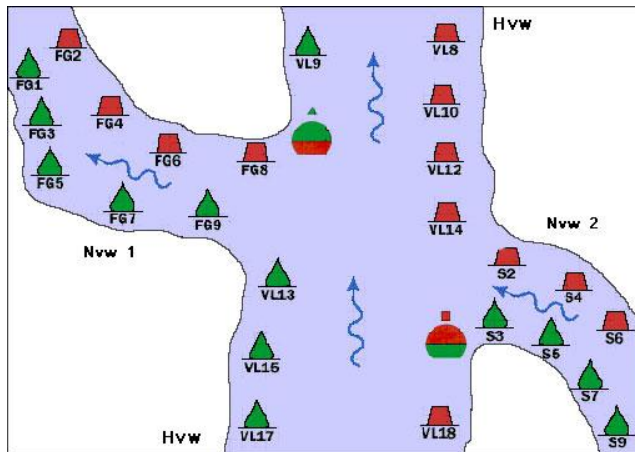 Hvw
FG2
VL9
VL8
FG1
FG4
VL10
FG3
FG6
FG8
VL12
FG5
FG7
FG9
VL14
Nvw 2
Nvw 1
S2
VL13
S4
S3
S6
S5
VL15
S7
VL17
VL18
S9
Hvw